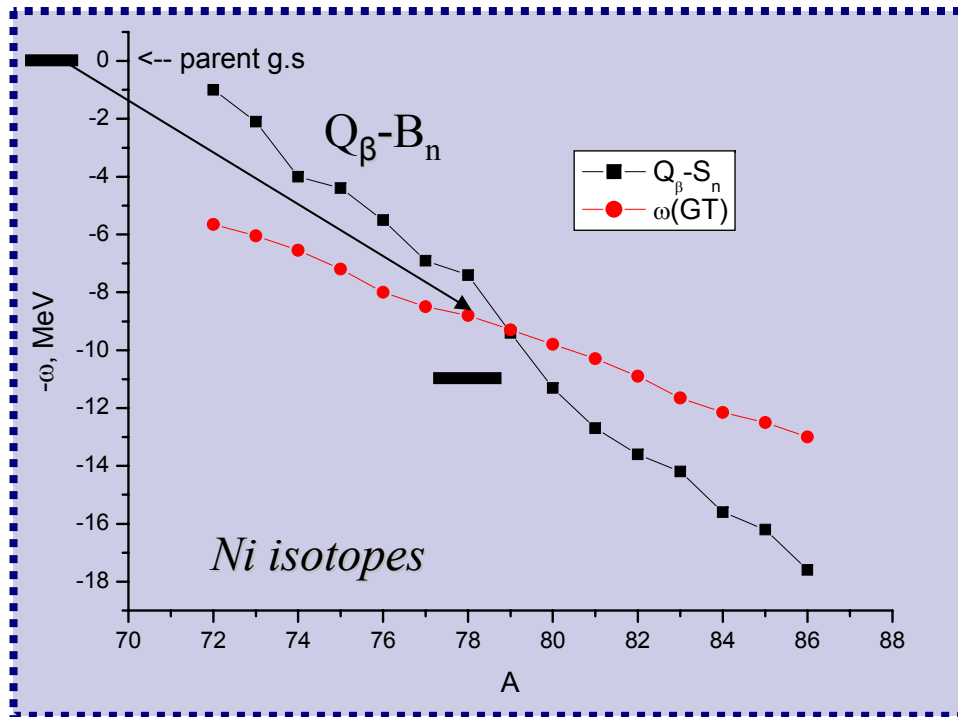 0 <-- parent g.s
Qβ-Bn
Qβ-Sn
ω(GT)
-2
-4
-6
-8
-10
-12
-14
-16
-18
-ω, MeV
Ni isotopes
70 72 74 76 78 80 82 84 86 88
A